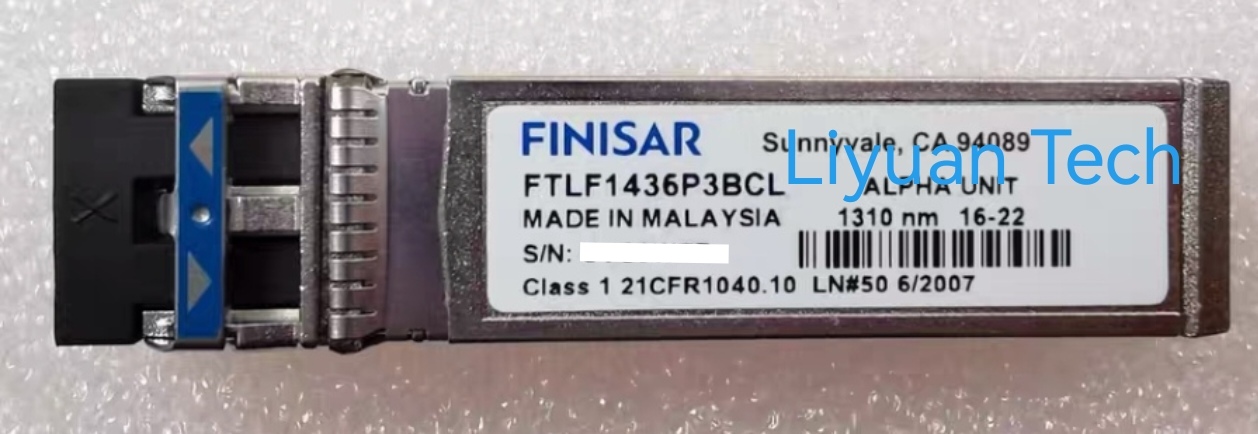 FINISAR Sunnyvale, CA 94089
Liyuan Tech
FTLF1436P3BCL ALPHA UNIT
MADE IN MALAYSIA 1310 nm 16-22
S/N:
Class 1 21CFR1040.10 LN#50 6/2007